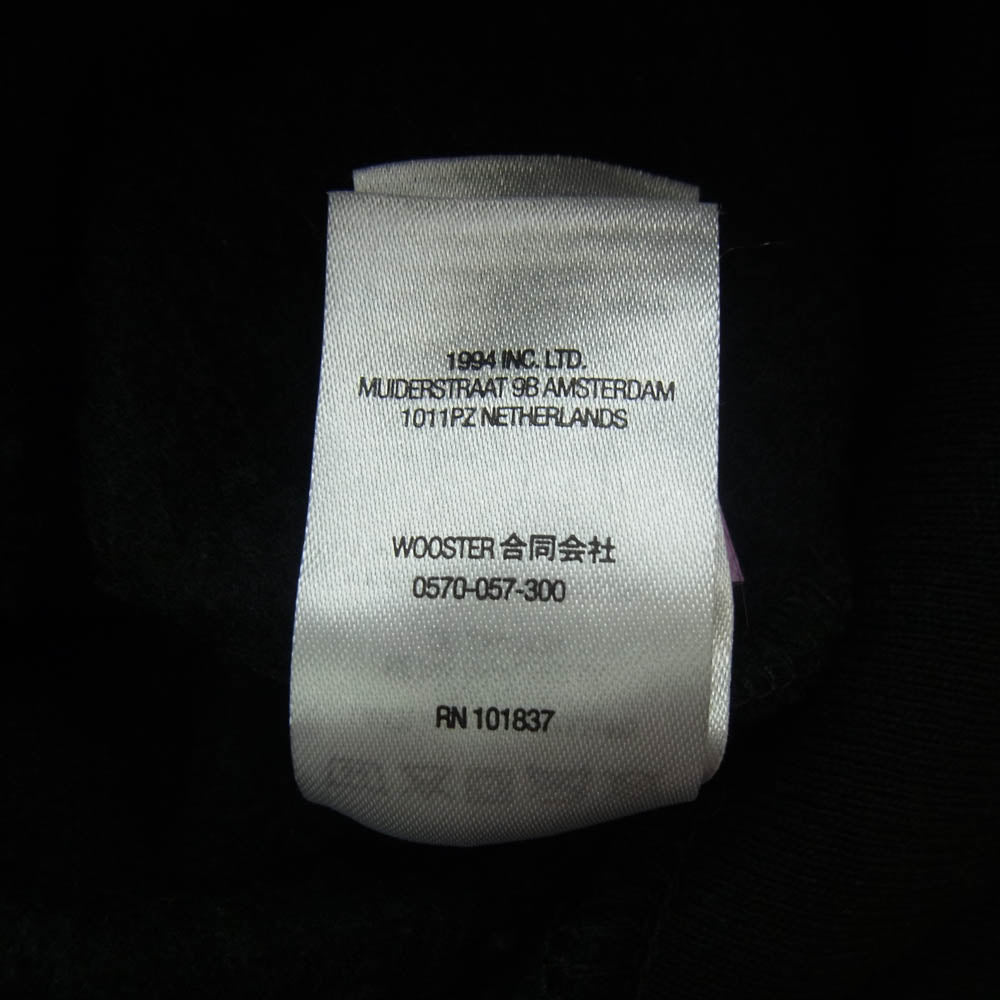 1994 INC. LTD.
MUIDERSTRAAT 9B AMSTERDAM
1011PZ NETHERLANDS
WOOSTER 合同会社
0570-057-300
RN 101837